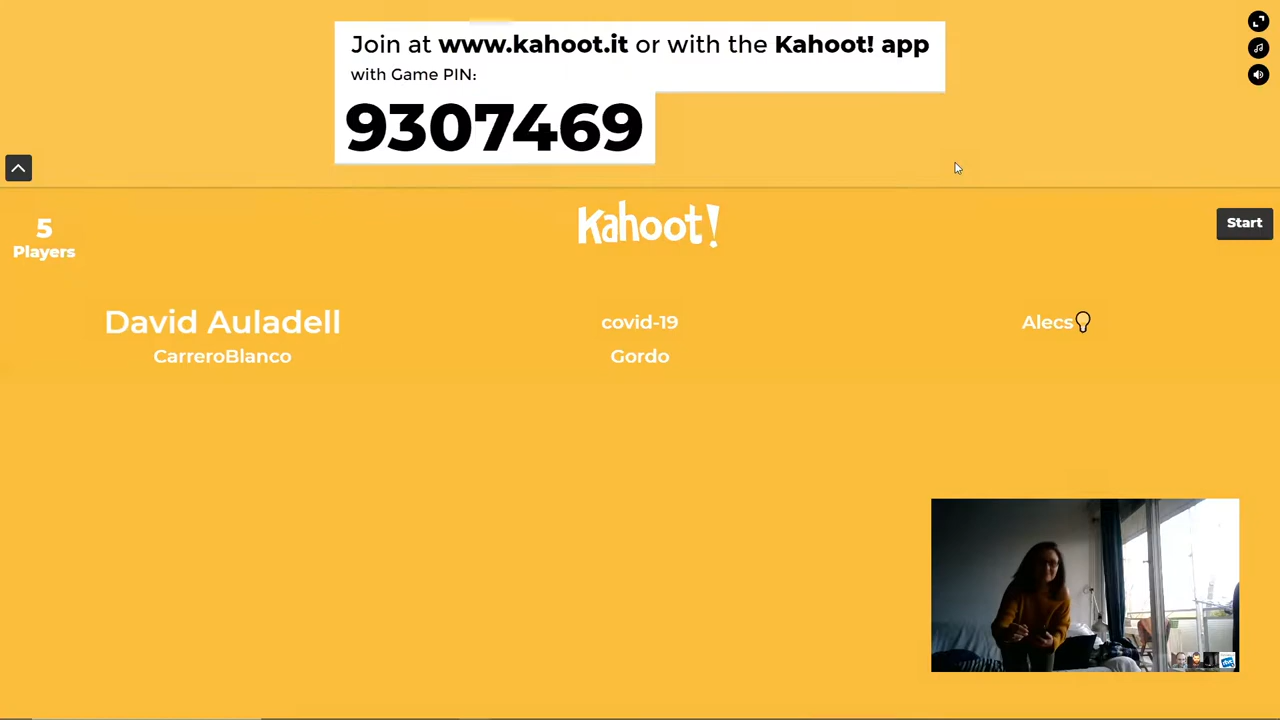 Join at www.kahoot.it or with the Kahoot! app
with Game PIN:
9307469
5
Players
Kahoot!
Start
David Auladell
covid-19
Alecs
CarreroBlanco
Gordo